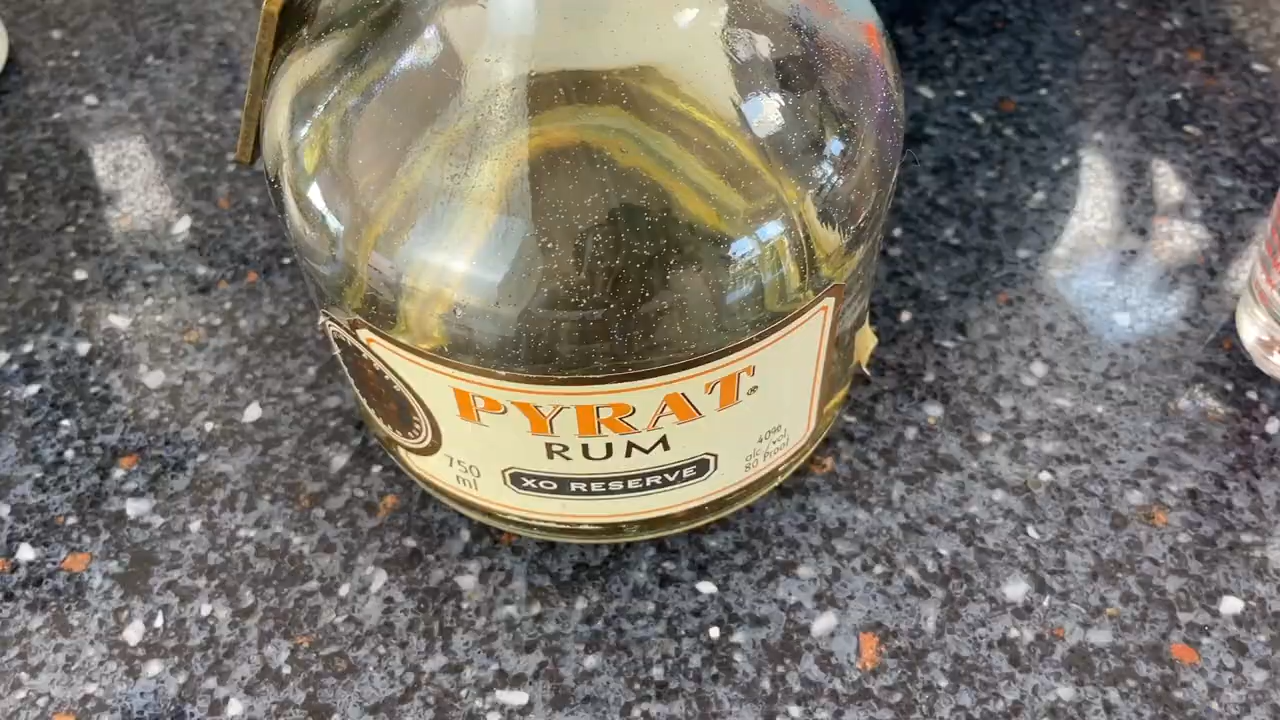 PYRAT®
RUM
XO RESERVE
750
ml
40%
alc/vol
80 Proof